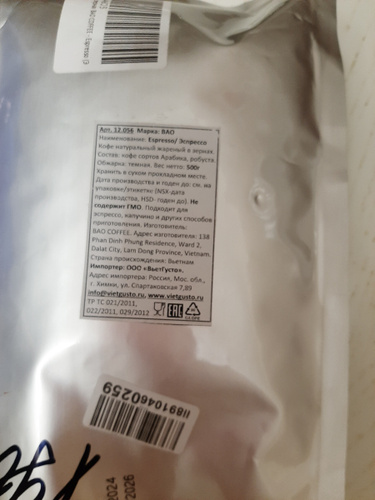 Арт. 12.056 Марка: BAO
Наименование: Espresso/ Эспрессо
Кофе натуральный жареный в зернах.
Состав: кофе сортов Арабика, робуста.
Обжарка: темная. Вес нетто: 500г
Хранить в сухом прохладном месте.
Дата производства и годен до: см. на
упаковке/этикетке (NSX-дата
производства, HSD- годен до). Не
содержит ГМО. Подходит для
эспрессо, капучино и других способов
приготовления. Изготовитель:
BAO COFFEE. Адрес изготовителя: 138
Phan Dinh Phung Residence, Ward 2,
Dalat City, Lam Dong Province, Vietnam.
Страна происхождения: Вьетнам
Импортер: ООО «ВьетГусто».
Адрес импортера: Россия, Мос. обл.,
г. Химки, ул. Спартаковская 7,89
info@vietgusto.ru, www.vietgusto.ru
ТР ТС 021/2011,
022/2011, 029/2012 EAC
118910460259
2024
2026